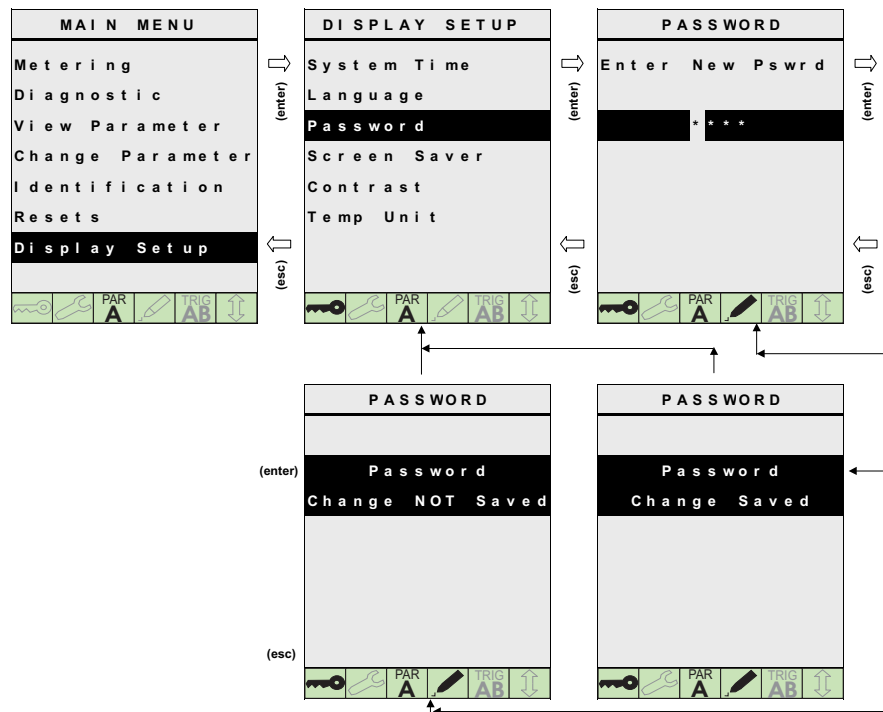 MAIN MENU
Metering
Diagnostic
View Parameter
Change Parameter
Identification
Resets
Display Setup
PAR
A
TRIG
AB
(enter)
(esc)
DISPLAY SETUP
System Time
Language
Password
Screen Saver
Contrast
Temp Unit
PAR
A
TRIG
AB
(enter)
(esc)
PASSWORD
Enter New Pswrd
****
PAR
A
TRIG
AB
(enter)
(esc)
(enter)
(esc)
PASSWORD
Password
Change NOT Saved
PAR
A
TRIG
AB
PASSWORD
Password
Change Saved
PAR
A
TRIG
AB